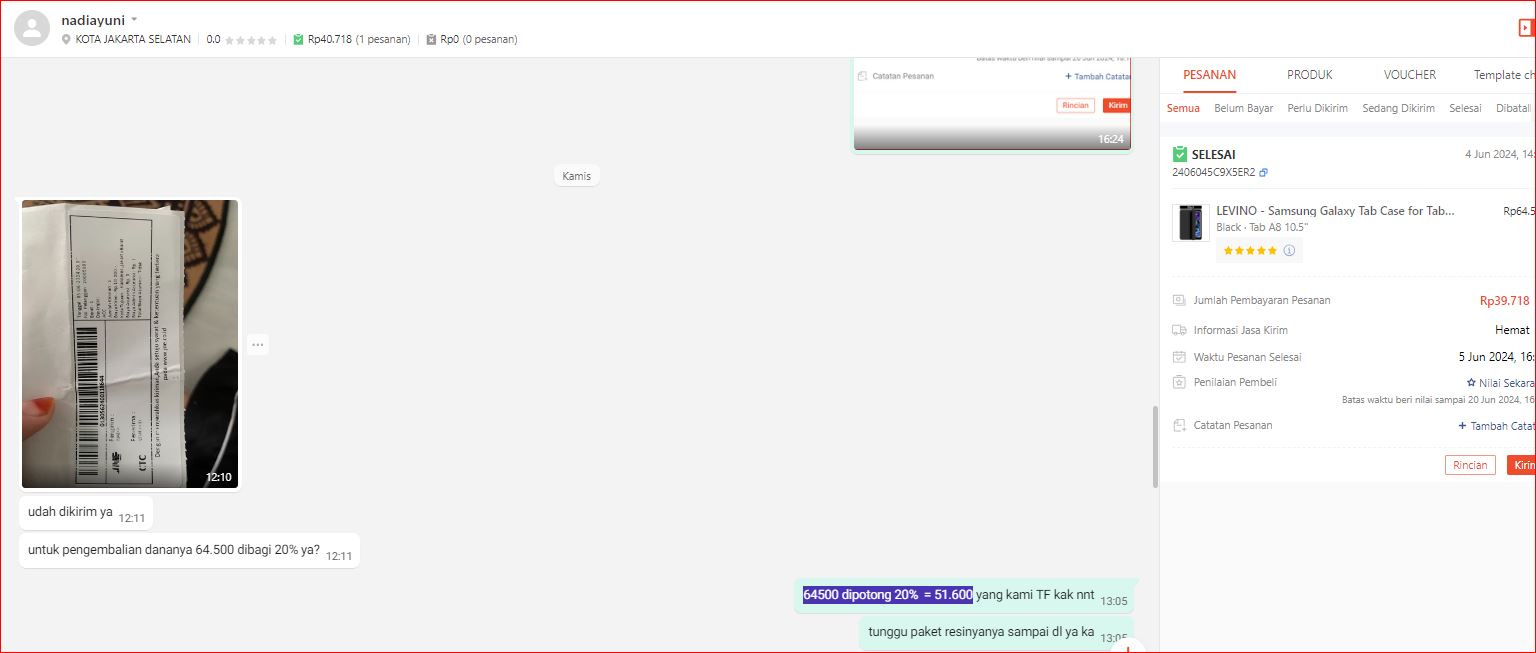 nadiayuni
KOTA JAKARTA SELATAN 0.0 Rp40.718 (1 pesanan) Rp0 (0 pesanan)
Catatan Pesanan + Tambah Catata
Rincian Kirim
16:24
Kamis
12:10
udah dikirim ya 12:11
untuk pengembalian dananya 64.500 dibagi 20% ya? 12:11
64500 dipotong 20% = 51.600 yang kami TF kak nnt 13:05
tunggu paket resinyanya sampai dl ya ka 13:05
PESANAN PRODUK VOUCHER Template ch
Semua Belum Bayar Perlu Dikirim Sedang Dikirim Selesai Dibatal
SELESAI 4 Jun 2024, 14:
2406045C9X5ER2
LEVINO - Samsung Galaxy Tab Case for Tab... Rp64.5
Black · Tab A8 10.5"
Jumlah Pembayaran Pesanan Rp39.718
Informasi Jasa Kirim Hemat
Waktu Pesanan Selesai 5 Jun 2024, 16:
Penilaian Pembeli Nilai Sekara
Batas waktu beri nilai sampai 20 Jun 2024, 16
Catatan Pesanan + Tambah Catat
Rincian Kirin